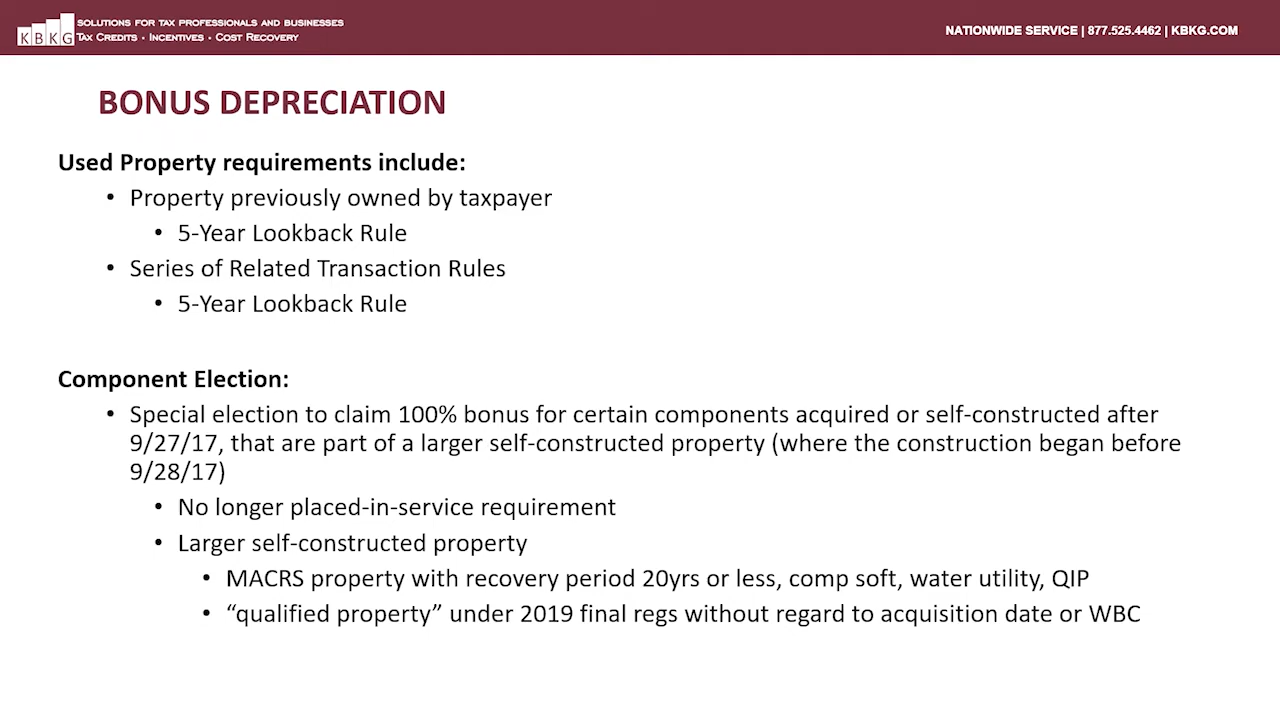 KBKG
SOLUTIONS FOR TAX PROFESSIONALS AND BUSINESSES
TAX CREDITS · INCENTIVES · COST RECOVERY
NATIONWIDE SERVICE | 877.525.4462 | KBKG.COM
BONUS DEPRECIATION
Used Property requirements include:
• Property previously owned by taxpayer
• 5-Year Lookback Rule
• Series of Related Transaction Rules
• 5-Year Lookback Rule
Component Election:
• Special election to claim 100% bonus for certain components acquired or self-constructed after
9/27/17, that are part of a larger self-constructed property (where the construction began before
9/28/17)
• No longer placed-in-service requirement
• Larger self-constructed property
• MACRS property with recovery period 20yrs or less, comp soft, water utility, QIP
• “qualified property” under 2019 final regs without regard to acquisition date or WBC